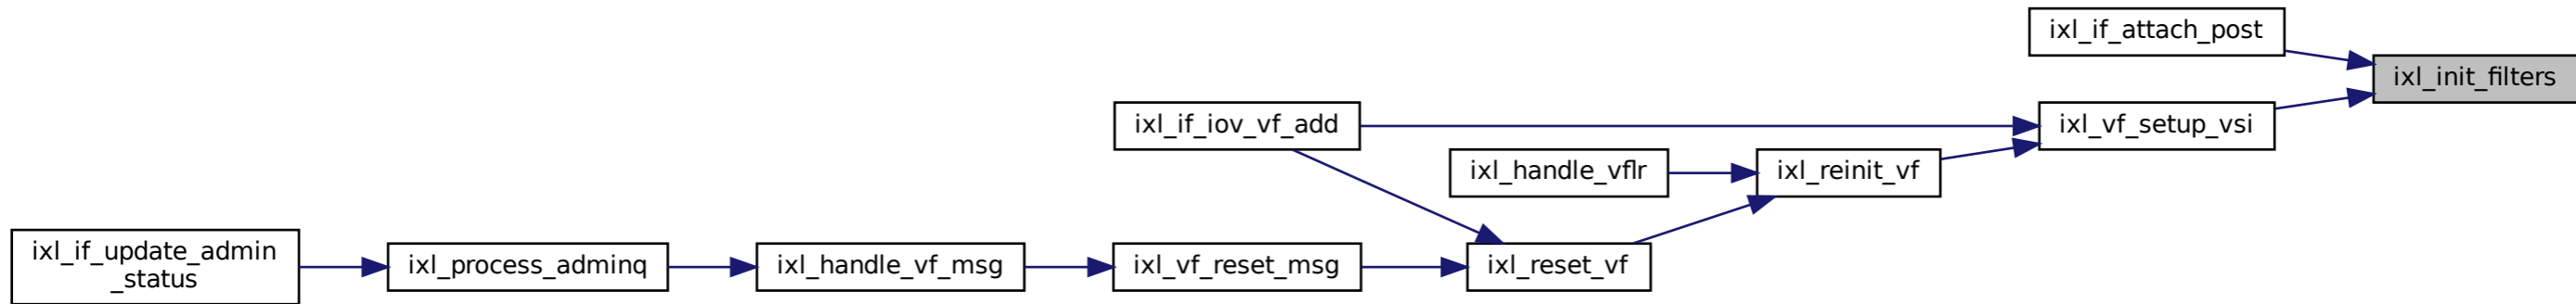 ixl_if_attach_post
ixl_init_filters
ixl_if_iov_vf_add
ixl_vf_setup_vsi
ixl_handle_vflr
ixl_reinit_vf
ixl_if_update_admin
_status
ixl_process_adminq
ixl_handle_vf_msg
ixl_vf_reset_msg
ixl_reset_vf